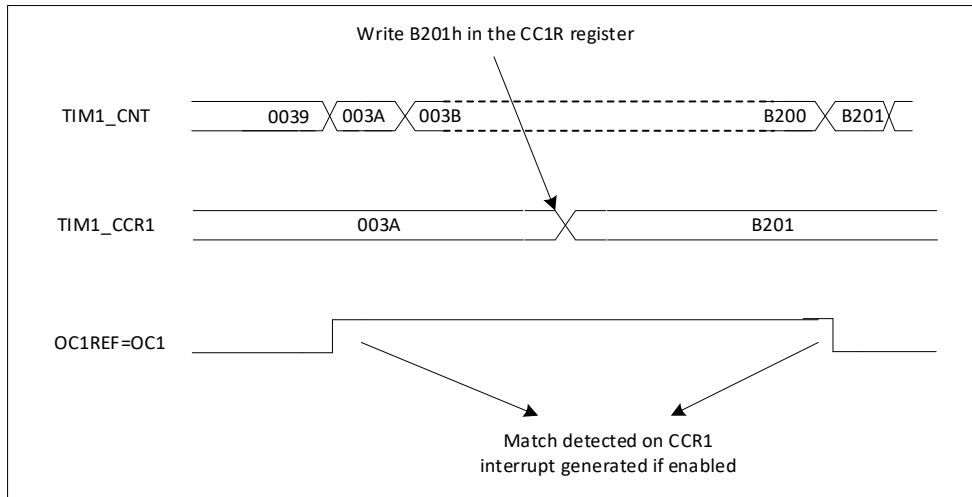 Write B201h in the CC1R register
TIM1_CNT
0039
003A
003B
B200
B201
TIM1_CCR1
003A
B201
OC1REF=OC1
Match detected on CCR1
interrupt generated if enabled